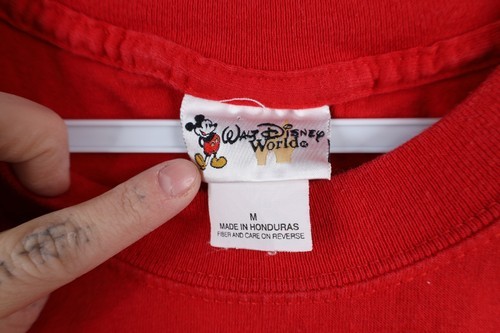 Walt Disney
World
M
MADE IN HONDURAS
FIBER AND CARE ON REVERSE